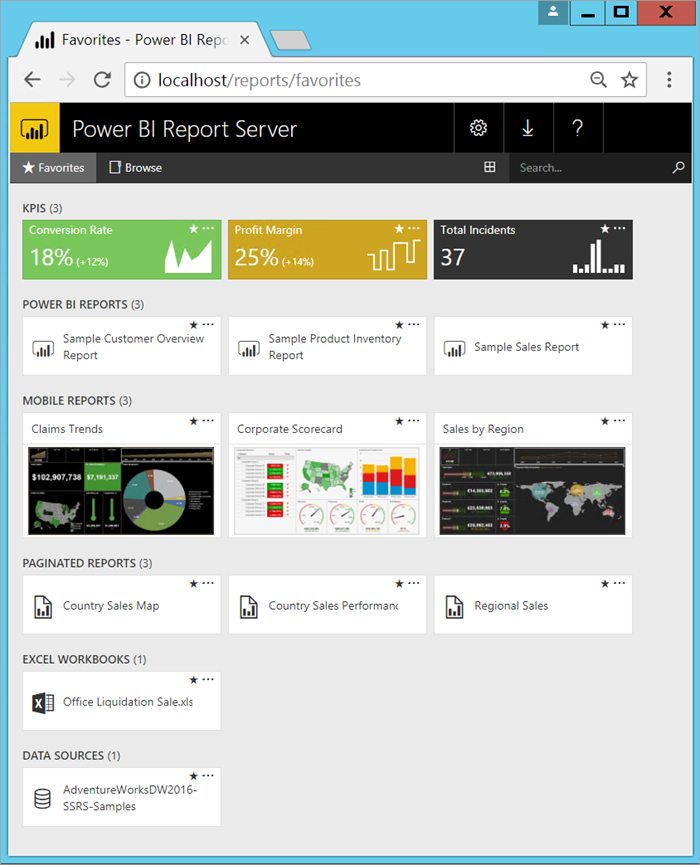 Favorites - Power BI Repo
localhost/reports/favorites
Power BI Report Server
?
Favorites
Browse
Search...
KPIS (3)
Conversion Rate
18% (+12%)
Profit Margin
25% (+14%)
Total Incidents
37
POWER BI REPORTS (3)
Sample Customer Overview
Report
Sample Product Inventory
Report
Sample Sales Report
MOBILE REPORTS (3)
Claims Trends
Corporate Scorecard
Sales by Region
$102,907,738
$7,191,337
PAGINATED REPORTS (3)
Country Sales Map
Country Sales Performanc
Regional Sales
EXCEL WORKBOOKS (1)
Office Liquidation Sale.xls
DATA SOURCES (1)
AdventureWorksDW2016-
SSRS-Samples